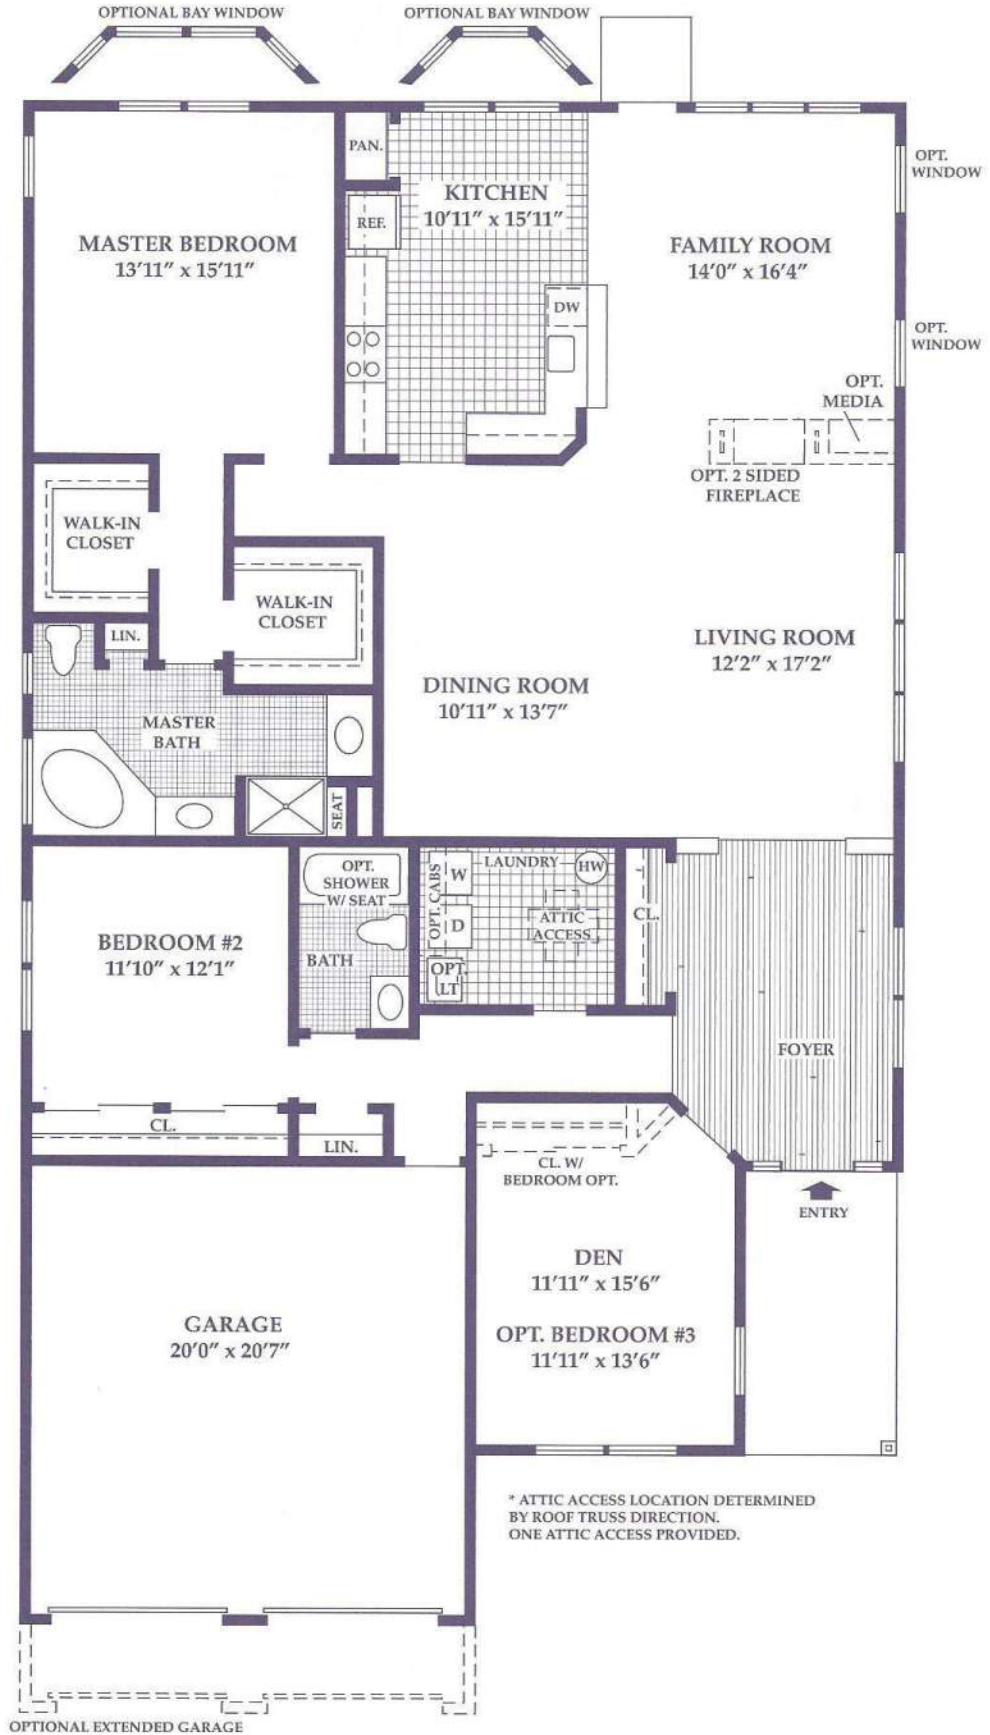 OPTIONAL BAY WINDOW
OPTIONAL BAY WINDOW
PAN.
KITCHEN
10'11" x 15'11"
REF.
MASTER BEDROOM
13'11" x 15'11"
FAMILY ROOM
14'0" x 16'4"
OPT.
WINDOW
DW
OPT.
WINDOW
OPT.
MEDIA
OPT. 2 SIDED
FIREPLACE
WALK-IN
CLOSET
WALK-IN
CLOSET
LIN.
LIVING ROOM
12'2" x 17'2"
DINING ROOM
10'11" x 13'7"
MASTER
BATH
SEAT
OPT.
SHOWER
W/ SEAT
OPT. CABS
W
LAUNDRY
HW
D
ATTIC
ACCESS
CL.
BEDROOM #2
11'10" x 12'1"
BATH
OPT.
LT
FOYER
CL.
LIN.
CL. W/
BEDROOM OPT.
ENTRY
DEN
11'11" x 15'6"
OPT. BEDROOM #3
11'11" x 13'6"
GARAGE
20'0" x 20'7"
* ATTIC ACCESS LOCATION DETERMINED
BY ROOF TRUSS DIRECTION.
ONE ATTIC ACCESS PROVIDED.
OPTIONAL EXTENDED GARAGE